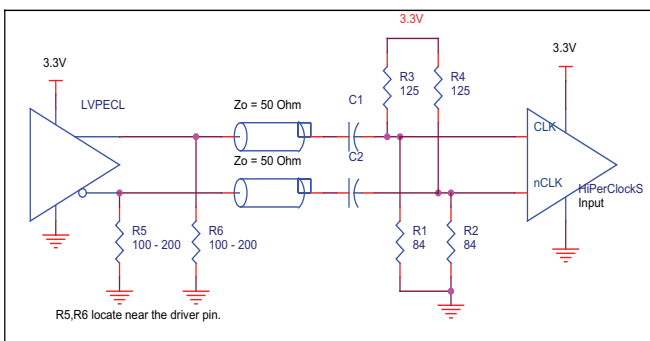 3.3V
3.3V
LVPECL
3.3V
R3
125
R4
125
Zo = 50 Ohm
C1
CLK
Zo = 50 Ohm
C2
nCLK
HiPerClockS
Input
R5
100 - 200
R6
100 - 200
R1
84
R2
84
R5,R6 locate near the driver pin.